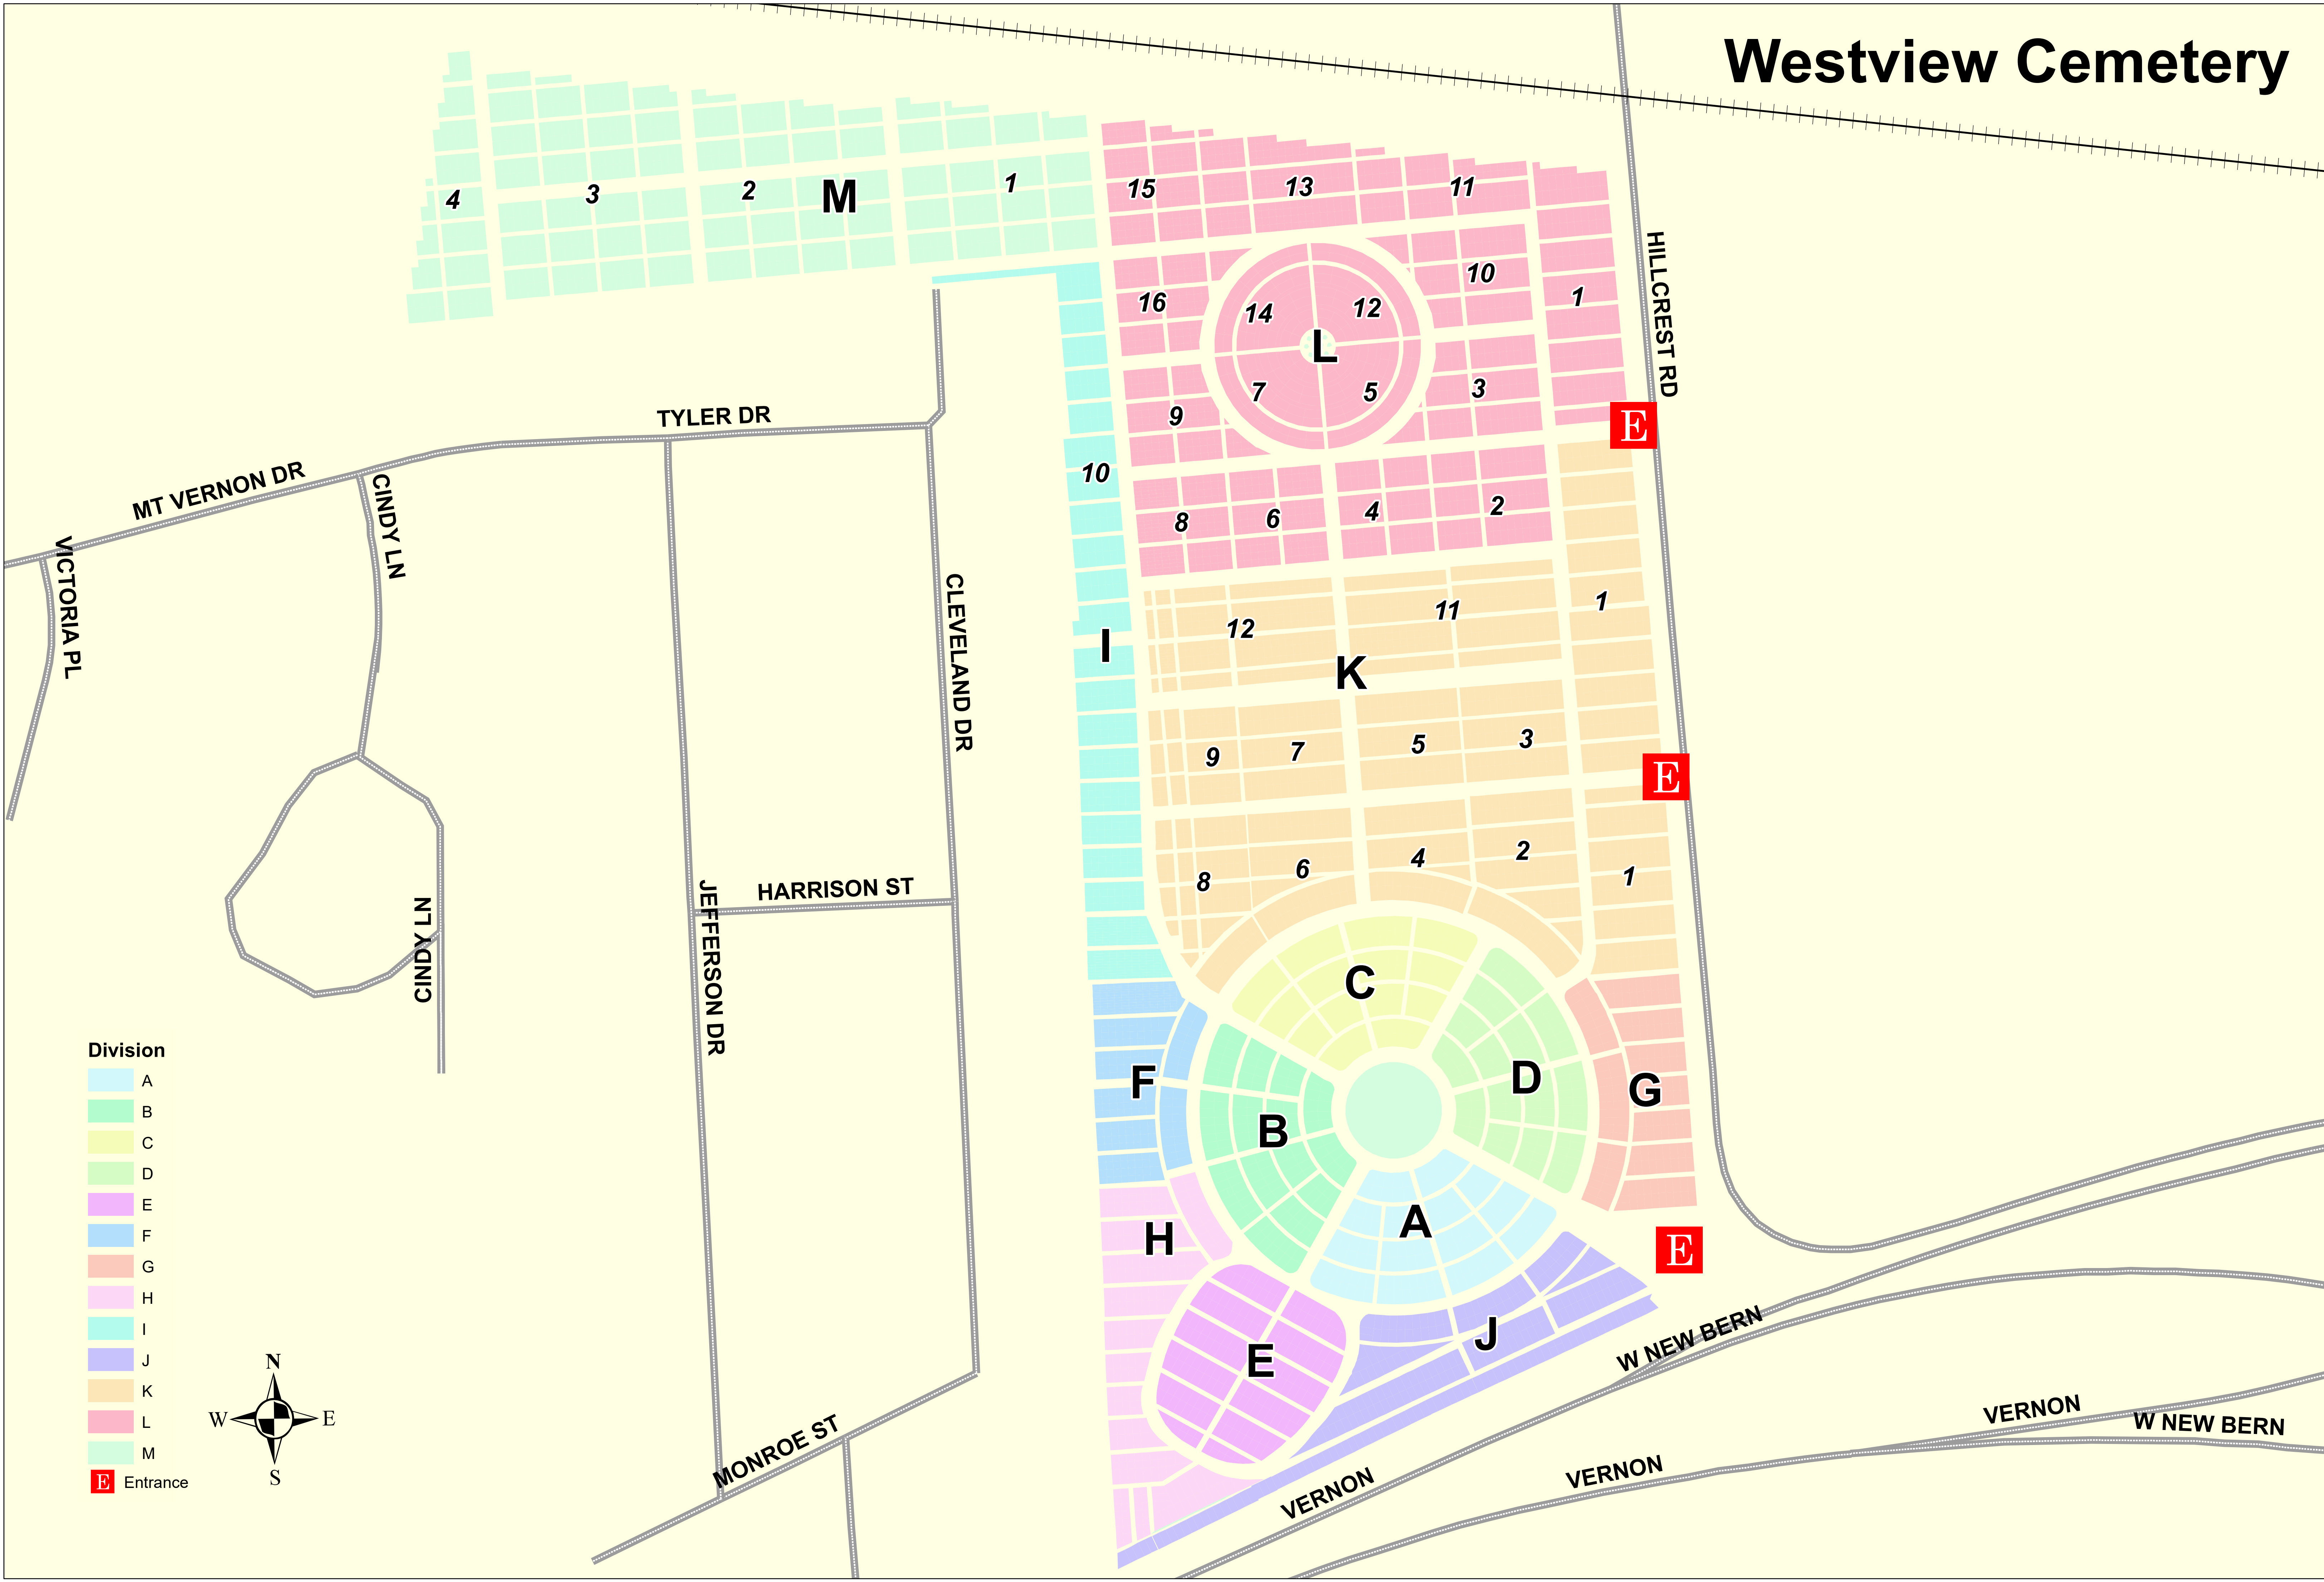 Westview Cemetery
4
3
2
M
1
15
13
11
16
14
12
10
1
L
7
5
3
9
HILLCREST RD
E
TYLER DR
MT VERNON DR
CINDY LN
VICTORIA PL
10
8
6
4
2
CLEVELAND DR
I
12
11
1
K
9
7
5
3
E
8
6
4
2
1
HARRISON ST
JEFFERSON DR
CINDY LN
C
D
F
B
G
A
H
E
J
E
W NEW BERN
VERNON
VERNON
VERNON
W NEW BERN
MONROE ST
Division
A
B
C
D
E
F
G
H
I
J
K
L
M
E Entrance
N
W E
S